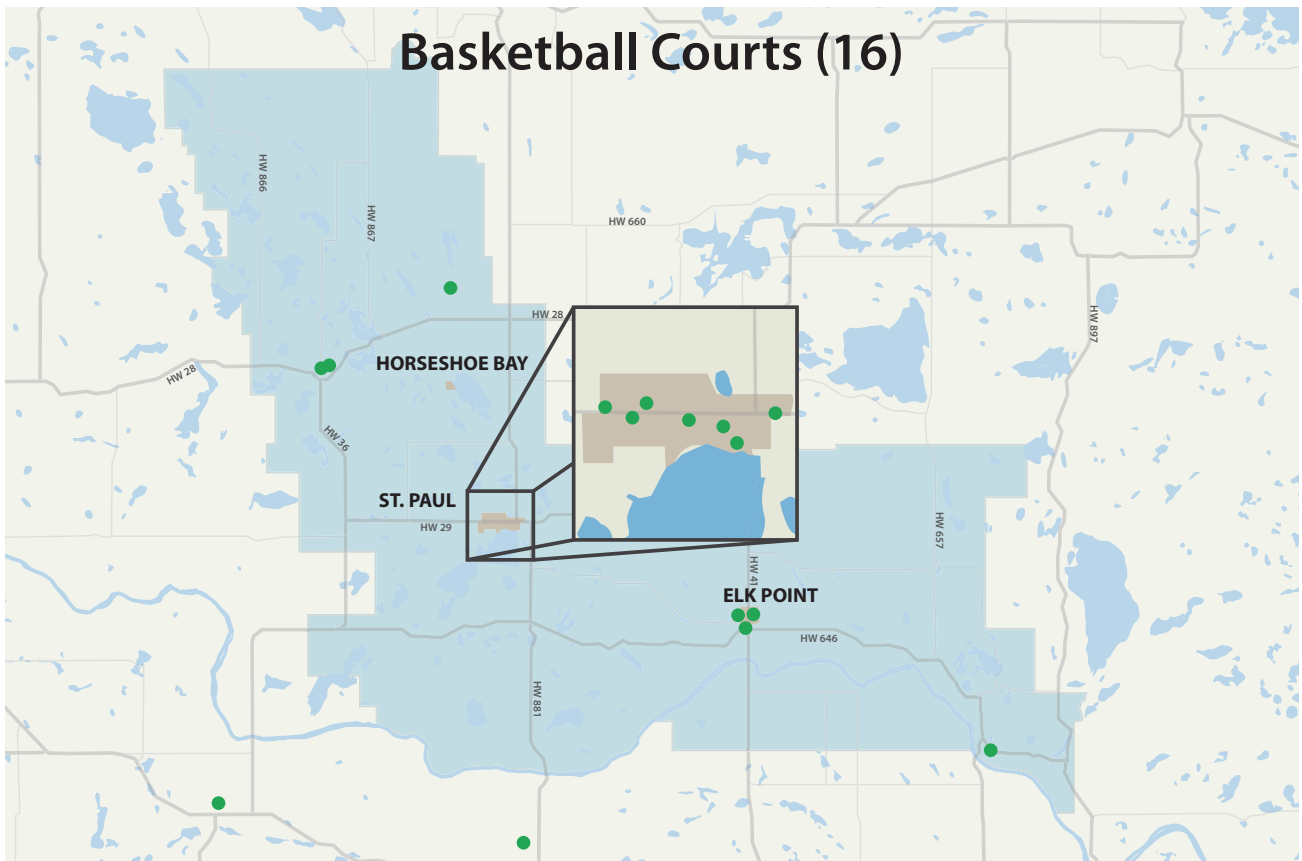 Basketball Courts (16)
HW 866
HW 867
HW 660
HW 28
HW 897
HORSESHOE BAY
HW 28
HW 36
ST. PAUL
HW 29
HW 657
HW 41
ELK POINT
HW 646
HW 881